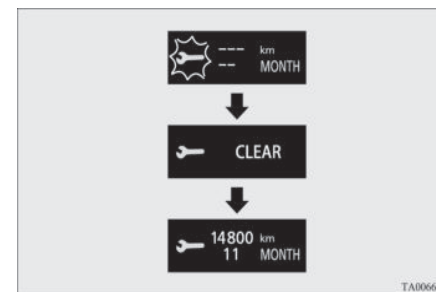 --- km
-- MONTH
CLEAR
14800 km
11 MONTH
TA0066